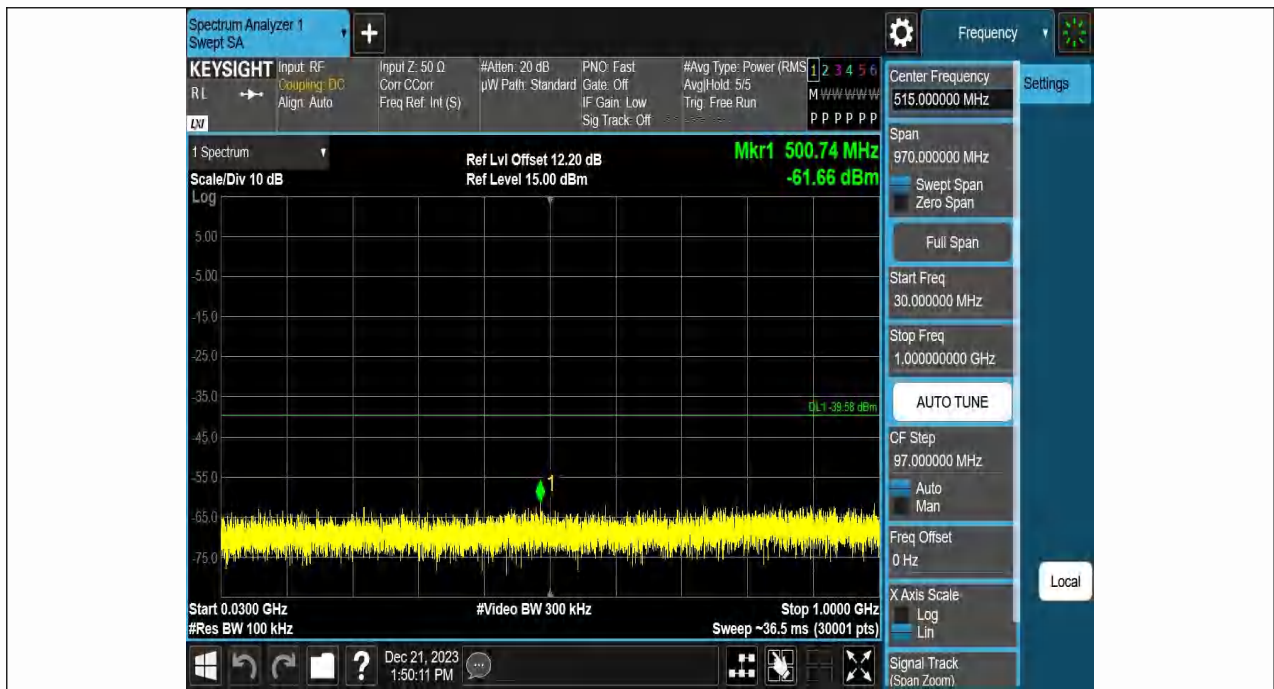 Spectrum Analyzer 1
Swept SA
+
Frequency
KEYSIGHT
RL
LXI
Input: RF
Coupling: DC
Align: Auto
Input Z: 50 Ω
Corr CCorr
Freq Ref: Int (S)
#Atten: 20 dB
µW Path: Standard
PNO: Fast
Gate: Off
IF Gain: Low
Sig Track: Off
#Avg Type: Power (RMS
Avg|Hold: 5/5
Trig: Free Run
1 2 3 4 5 6
M W W W W W
P P P P P P
1 Spectrum
Scale/Div 10 dB
Ref Lvl Offset 12.20 dB
Ref Level 15.00 dBm
Mkr1 500.74 MHz
-61.66 dBm
Log
5.00
-5.00
-15.0
-25.0
-35.0
-45.0
-55.0
-65.0
-75.0
DL1 -39.58 dBm
1
Start 0.0300 GHz
#Res BW 100 kHz
#Video BW 300 kHz
Stop 1.0000 GHz
Sweep ~36.5 ms (30001 pts)
Center Frequency
515.000000 MHz
Settings
Span
970.000000 MHz
Swept Span
Zero Span
Full Span
Start Freq
30.000000 MHz
Stop Freq
1.000000000 GHz
AUTO TUNE
CF Step
97.000000 MHz
Auto
Man
Freq Offset
0 Hz
X Axis Scale
Log
Lin
Signal Track
(Span Zoom)
Local
?
Dec 21, 2023
1:50:11 PM